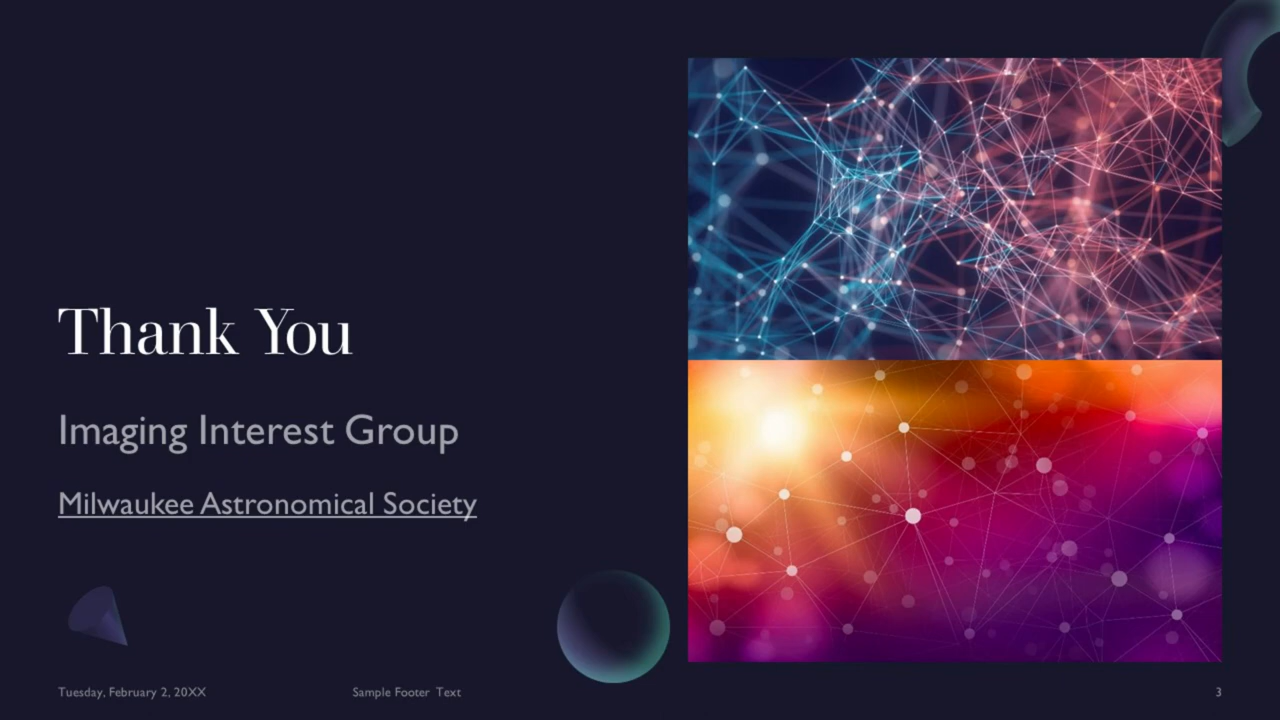 Thank You
Imaging Interest Group
Milwaukee Astronomical Society
Tuesday, February 2, 20XX
Sample Footer Text
3